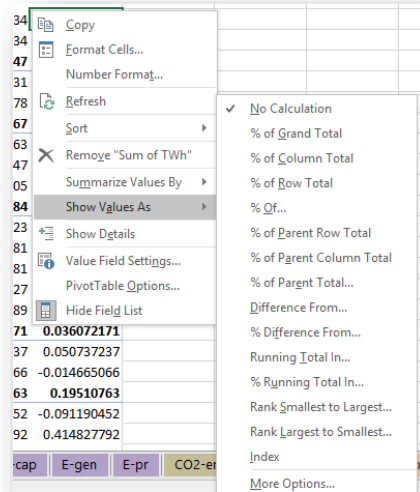 34
Copy
34
Format Cells...
47
Number Format...
31
78
Refresh
67
Sort
63
Remove "Sum of TWh"
47
05
Summarize Values By
84
Show Values As
23
81
Show Details
81
Value Field Settings...
27
PivotTable Options...
89
Hide Field List
71 0.036072171
37 0.050737237
66 -0.014665066
63 0.19510763
52 -0.091190452
92 0.414827792
No Calculation
% of Grand Total
% of Column Total
% of Row Total
% Of...
% of Parent Row Total
% of Parent Column Total
% of Parent Total...
Difference From...
% Difference From...
Running Total In...
% Running Total In...
Rank Smallest to Largest...
Rank Largest to Smallest...
Index
More Options...
-cap E-gen E-pr CO2-er